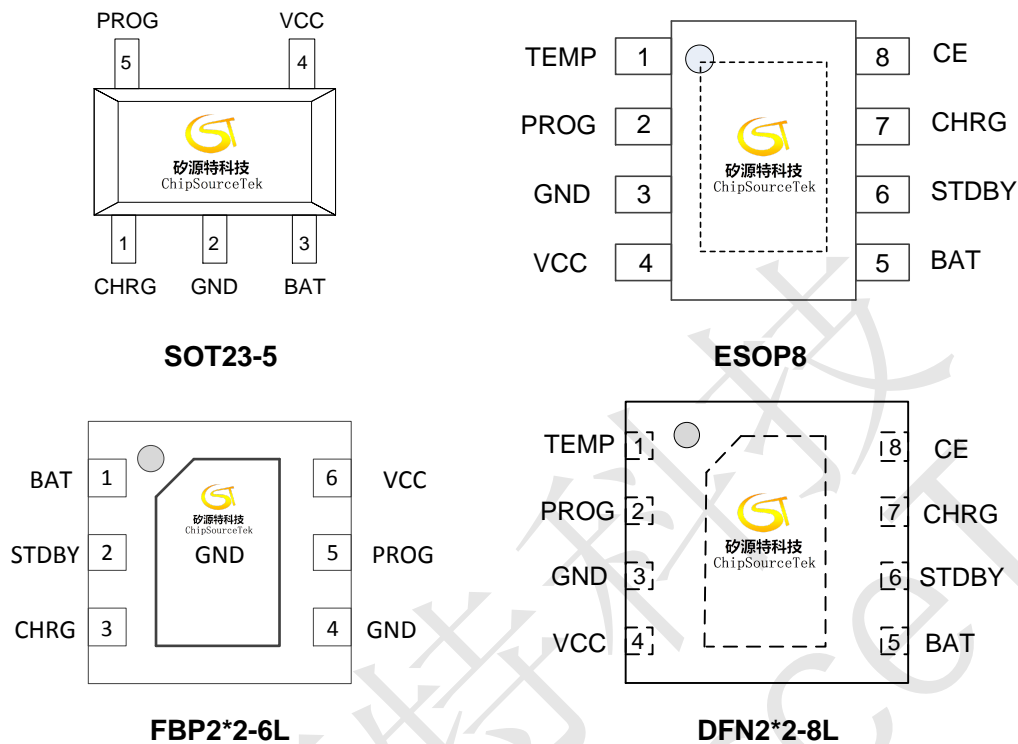 PROG VCC
5 4
矽源特科技
ChipSourceTek
1 2 3
CHRG GND BAT
SOT23-5
TEMP 1 8 CE
PROG 2 7 CHRG
矽源特科技
ChipSourceTek
GND 3 6 STDBY
VCC 4 5 BAT
ESOP8
BAT 1 6 VCC
矽源特科技
ChipSourceTek
STDBY 2 GND 5 PROG
CHRG 3 4 GND
FBP2*2-6L
TEMP 1 8 CE
PROG 2 7 CHRG
矽源特科技
ChipSourceTek
GND 3 6 STDBY
VCC 4 5 BAT
DFN2*2-8L